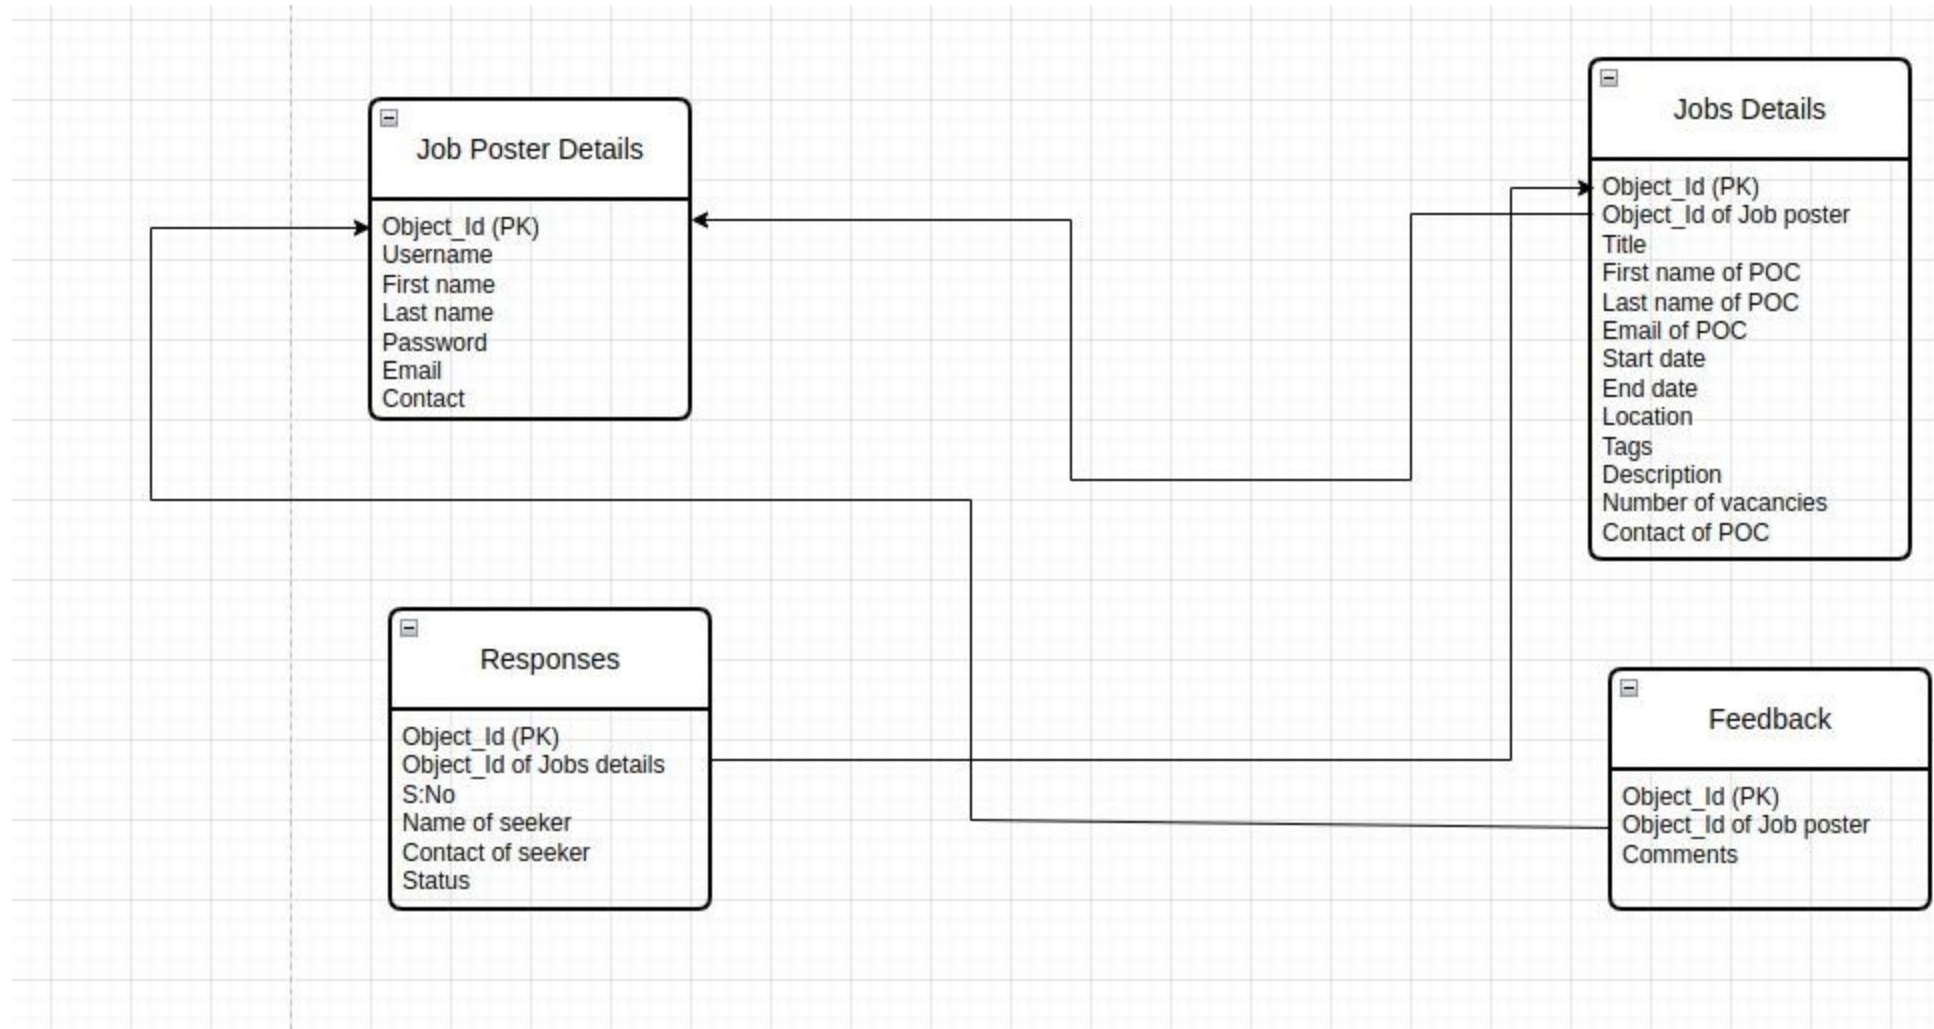 Job Poster Details
Object_Id (PK)
Username
First name
Last name
Password
Email
Contact
Jobs Details
Object_Id (PK)
Object_Id of Job poster
Title
First name of POC
Last name of POC
Email of POC
Start date
End date
Location
Tags
Description
Number of vacancies
Contact of POC
Responses
Object_Id (PK)
Object_Id of Jobs details
S:No
Name of seeker
Contact of seeker
Status
Feedback
Object_Id (PK)
Object_Id of Job poster
Comments